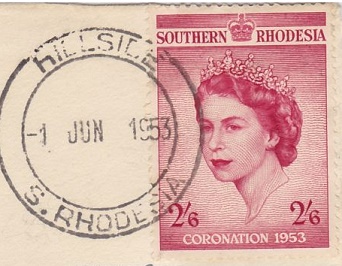 HILLSIDE
-1 JUN 1953
S. RHODESIA
SOUTHERN RHODESIA
2/6 2/6
CORONATION 1953